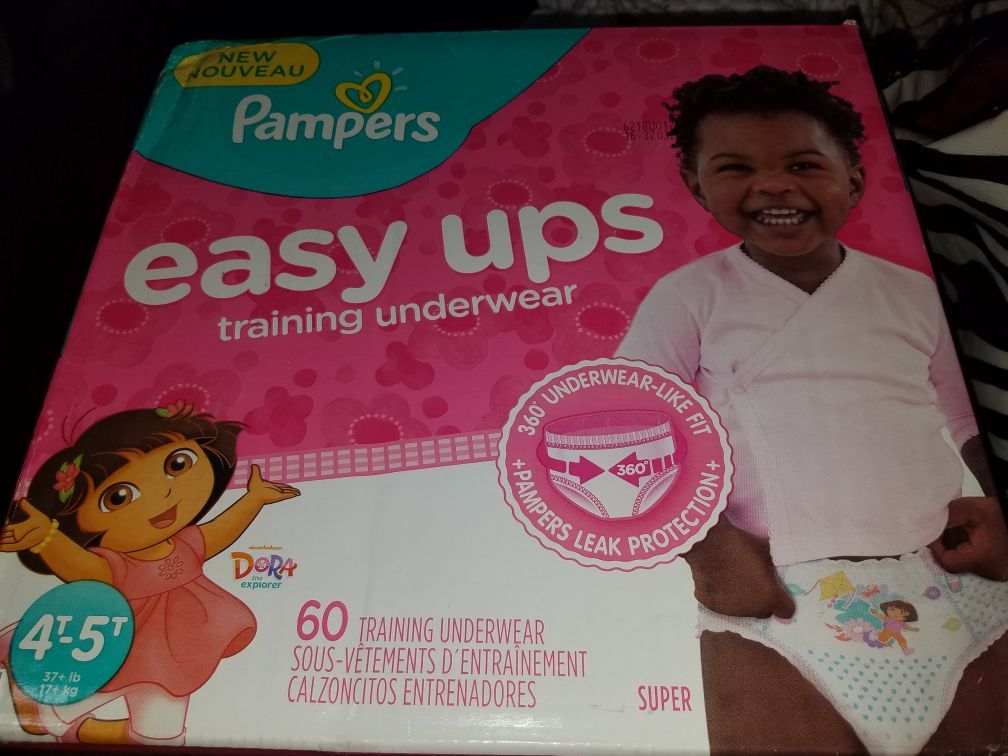 NEW
NOUVEAU
Pampers
easy ups
training underwear
360° UNDERWEAR-LIKE FIT
360°
+PAMPERS LEAK PROTECTION+
nickelodeon
DORA
the
explorer
4T-5T
37+ lb
17+ kg
60 TRAINING UNDERWEAR
SOUS-VÊTEMENTS D'ENTRAÎNEMENT
CALZONCITOS ENTRENADORES
SUPER